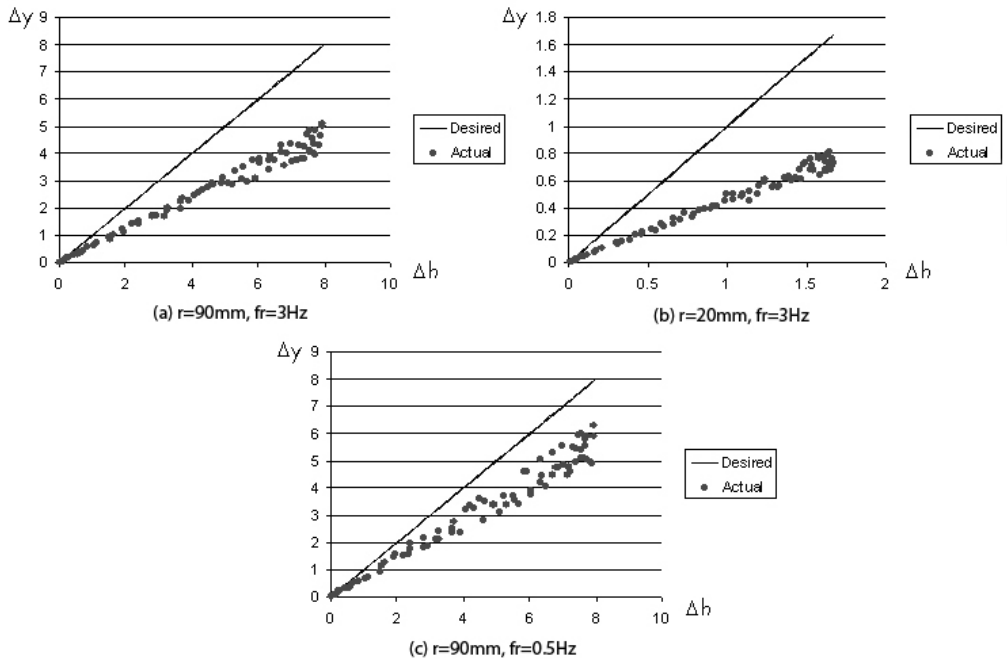 Δy
9
8
7
6
5
4
3
2
1
0
0 2 4 6 8 10
Δh
Desired
Actual
(a) r=90mm, fr=3Hz
Δy
1.8
1.6
1.4
1.2
1
0.8
0.6
0.4
0.2
0
0 0.5 1 1.5 2
Δh
Desired
Actual
(b) r=20mm, fr=3Hz
Δy
9
8
7
6
5
4
3
2
1
0
0 2 4 6 8 10
Δh
Desired
Actual
(c) r=90mm, fr=0.5Hz